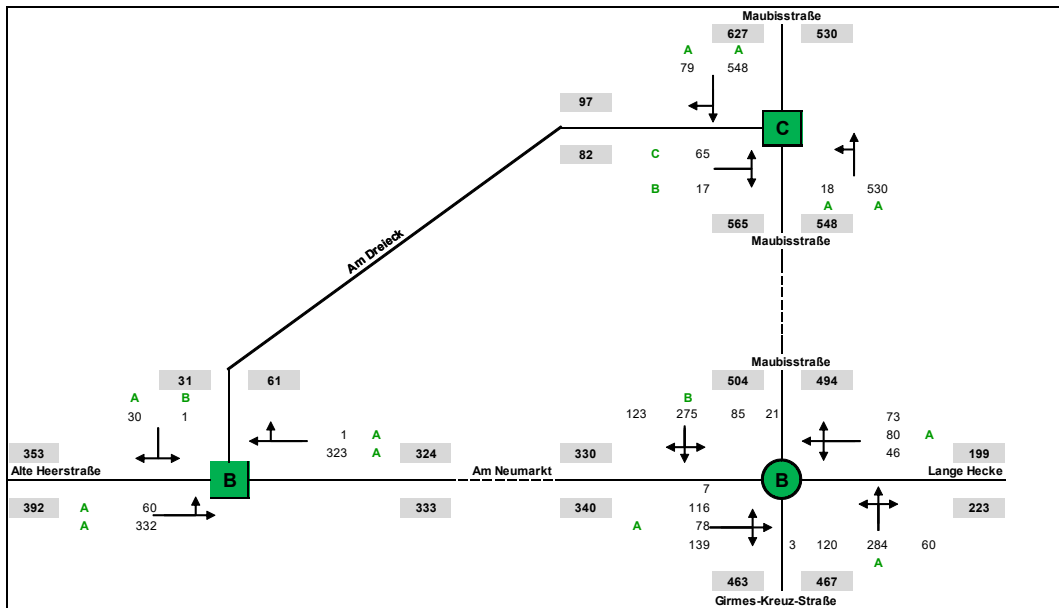 Maubisstraße
627 530
A A
79 548
97
C
82 C 65
B 17
18 530
A A
565 548
Maubisstraße
Am Dreieck
Maubisstraße
31 61 504 494
A B B
30 1 123 275 85 21 73
1 A 80 A
353 323 A 324 330 46 199
Alte Heerstraße B Am Neumarkt B Lange Hecke
392 A 60 333 340 7 223
A 332 116
A 78
139 3 120 284 60
A
463 467
Girmes-Kreuz-Straße